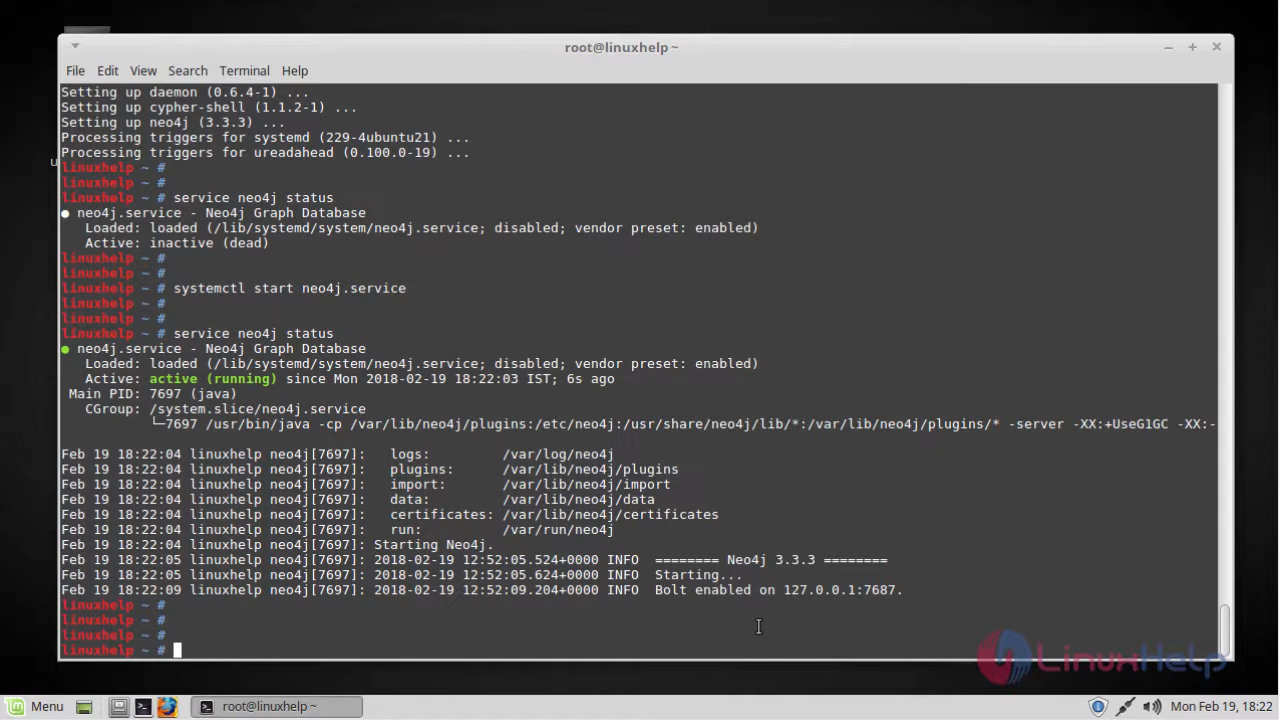 root@linuxhelp ~
File Edit View Search Terminal Help
Setting up daemon (0.6.4-1) ...
Setting up cypher-shell (1.1.2-1) ...
Setting up neo4j (3.3.3) ...
Processing triggers for systemd (229-4ubuntu21) ...
Processing triggers for ureadahead (0.100.0-19) ...
linuxhelp ~ #
linuxhelp ~ #
linuxhelp ~ # service neo4j status
● neo4j.service - Neo4j Graph Database
Loaded: loaded (/lib/systemd/system/neo4j.service; disabled; vendor preset: enabled)
Active: inactive (dead)
linuxhelp ~ #
linuxhelp ~ #
linuxhelp ~ # systemctl start neo4j.service
linuxhelp ~ #
linuxhelp ~ #
linuxhelp ~ # service neo4j status
● neo4j.service - Neo4j Graph Database
Loaded: loaded (/lib/systemd/system/neo4j.service; disabled; vendor preset: enabled)
Active: active (running) since Mon 2018-02-19 18:22:03 IST; 6s ago
Main PID: 7697 (java)
CGroup: /system.slice/neo4j.service
└─7697 /usr/bin/java -cp /var/lib/neo4j/plugins:/etc/neo4j:/usr/share/neo4j/lib/*:/var/lib/neo4j/plugins/* -server -XX:+UseG1GC -XX:-
Feb 19 18:22:04 linuxhelp neo4j[7697]: logs: /var/log/neo4j
Feb 19 18:22:04 linuxhelp neo4j[7697]: plugins: /var/lib/neo4j/plugins
Feb 19 18:22:04 linuxhelp neo4j[7697]: import: /var/lib/neo4j/import
Feb 19 18:22:04 linuxhelp neo4j[7697]: data: /var/lib/neo4j/data
Feb 19 18:22:04 linuxhelp neo4j[7697]: certificates: /var/lib/neo4j/certificates
Feb 19 18:22:04 linuxhelp neo4j[7697]: run: /var/run/neo4j
Feb 19 18:22:04 linuxhelp neo4j[7697]: Starting Neo4j.
Feb 19 18:22:05 linuxhelp neo4j[7697]: 2018-02-19 12:52:05.524+0000 INFO ======== Neo4j 3.3.3 ========
Feb 19 18:22:05 linuxhelp neo4j[7697]: 2018-02-19 12:52:05.624+0000 INFO Starting...
Feb 19 18:22:09 linuxhelp neo4j[7697]: 2018-02-19 12:52:09.204+0000 INFO Bolt enabled on 127.0.0.1:7687.
linuxhelp ~ #
linuxhelp ~ #
linuxhelp ~ #
linuxhelp ~ #
LinuxHelp
Menu root@linuxhelp ~ Mon Feb 19, 18:22